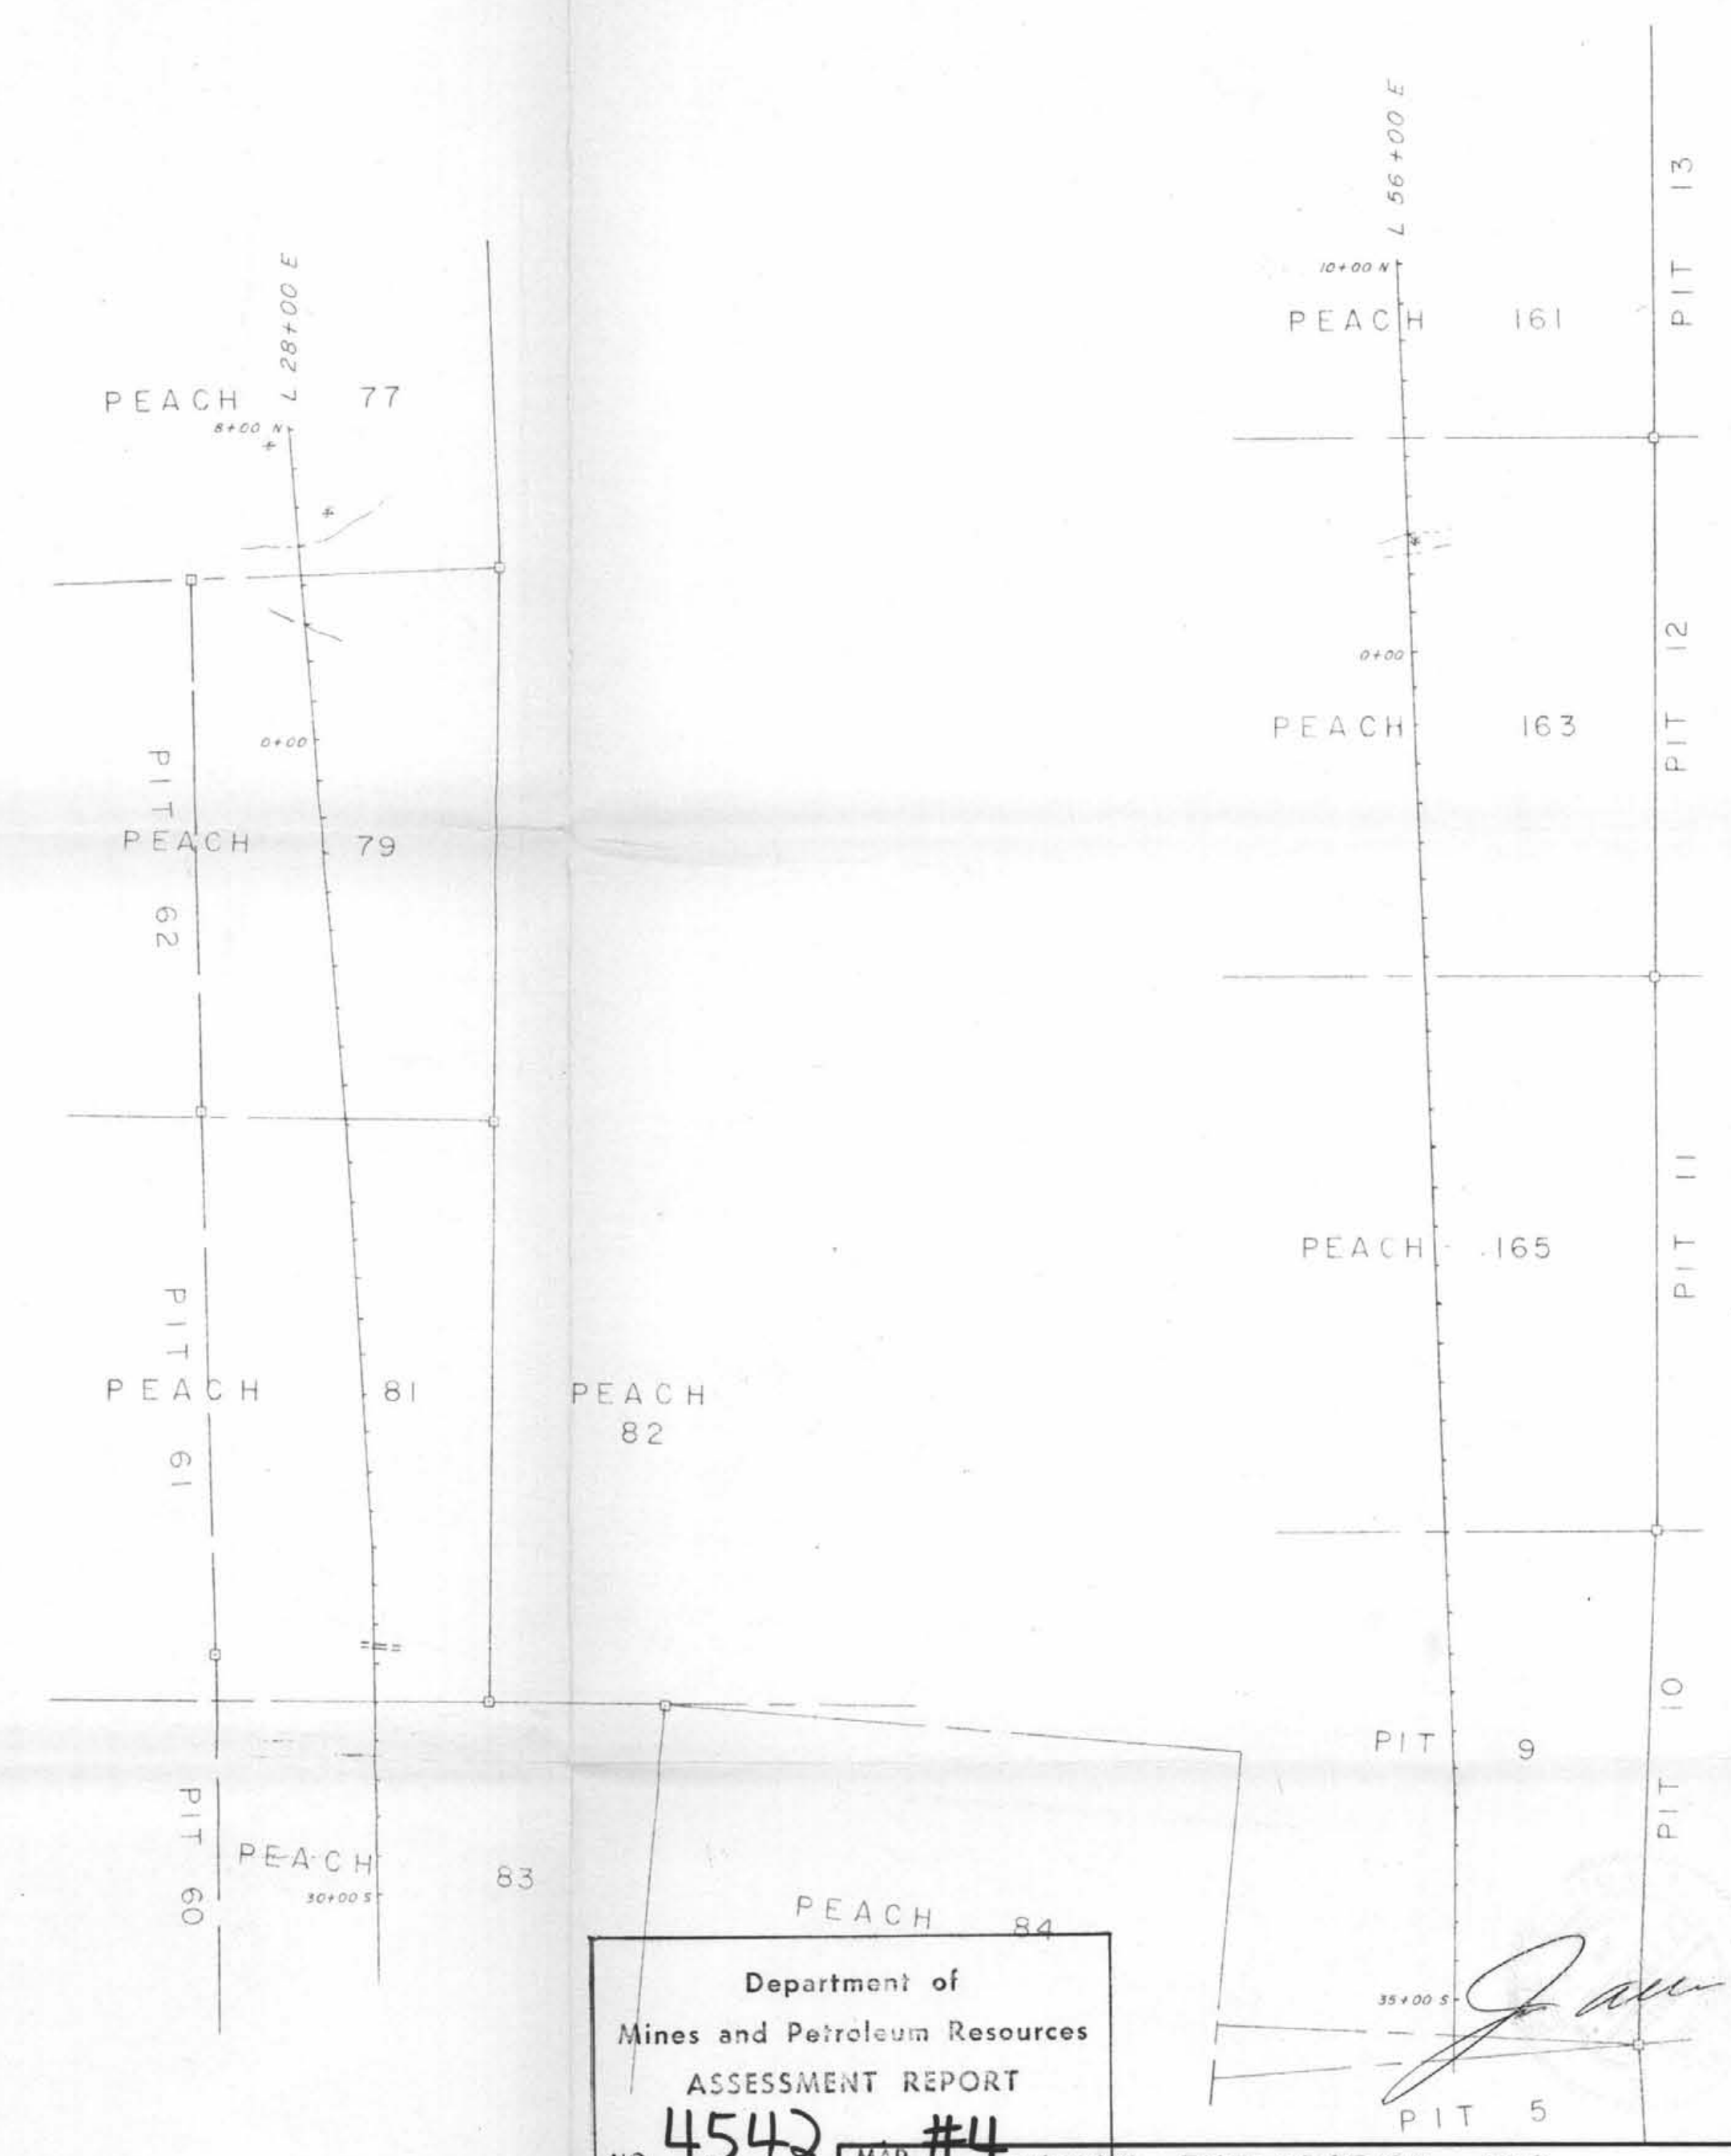 L 56+00 E
PIT 13
L 28+00 E
10+00 N
PEACH 161
PEACH 77
8+00 N
PIT 12
0+00
PEACH 163
0+00
PIT 62
PEACH 79
PIT 11
PEACH 165
PIT 61
PEACH 81
PEACH
82
PIT 10
PIT 9
PIT 60
PEACH 83
30+00 S
PEACH 84
35+00 S
PIT 5
Department of
Mines and Petroleum Resources
ASSESSMENT REPORT
NO. 4542 MAP #4